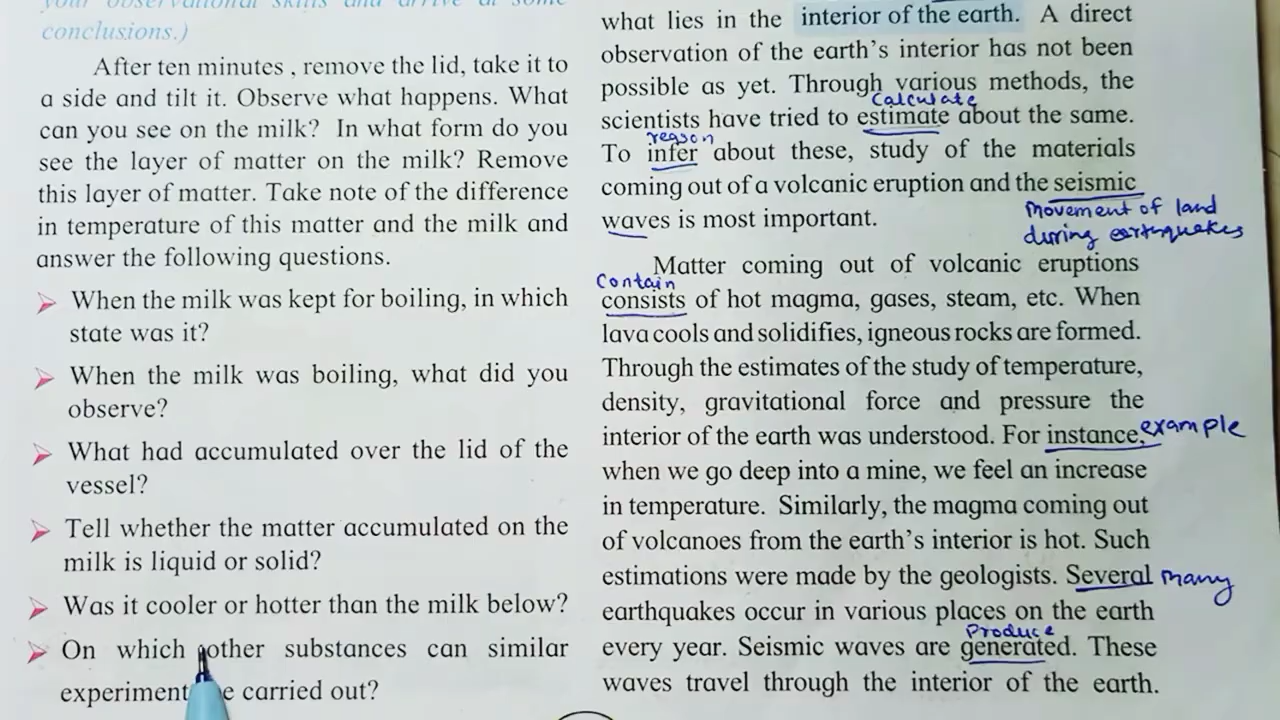 your observational skills and arrive at some
conclusions.)
After ten minutes , remove the lid, take it to
a side and tilt it. Observe what happens. What
can you see on the milk? In what form do you
see the layer of matter on the milk? Remove
this layer of matter. Take note of the difference
in temperature of this matter and the milk and
answer the following questions.
When the milk was kept for boiling, in which
state was it?
When the milk was boiling, what did you
observe?
What had accumulated over the lid of the
vessel?
Tell whether the matter accumulated on the
milk is liquid or solid?
Was it cooler or hotter than the milk below?
On which other substances can similar
experiment carried out?
what lies in the interior of the earth. A direct
observation of the earth's interior has not been
possible as yet. Through various methods, the
calculate
scientists have tried to estimate about the same.
reason
To infer about these, study of the materials
coming out of a volcanic eruption and the seismic
waves is most important.
Movement of land
during earthquakes
Matter coming out of volcanic eruptions
Contain
consists of hot magma, gases, steam, etc. When
lava cools and solidifies, igneous rocks are formed.
Through the estimates of the study of temperature,
density, gravitational force and pressure the
interior of the earth was understood. For instance, example
when we go deep into a mine, we feel an increase
in temperature. Similarly, the magma coming out
of volcanoes from the earth's interior is hot. Such
estimations were made by the geologists. Several many
earthquakes occur in various places on the earth
Produce
every year. Seismic waves are generated. These
waves travel through the interior of the earth.